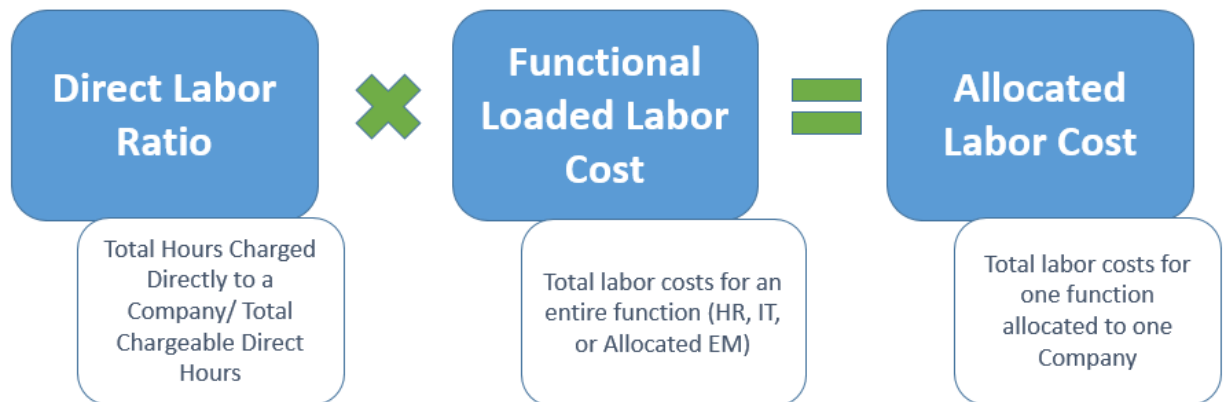 Direct Labor
Ratio
Functional
Loaded Labor
Cost
Allocated
Labor Cost
Total Hours Charged
Directly to a
Company/ Total
Chargeable Direct
Hours
Total labor costs for an
entire function (HR, IT,
or Allocated EM)
Total labor costs for
one function
allocated to one
Company